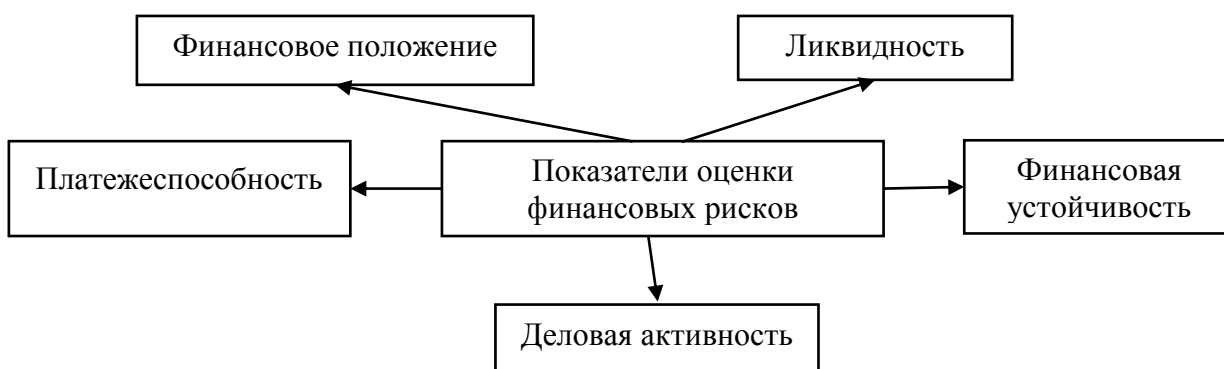 Финансовое положение
Ликвидность
Платежеспособность
Показатели оценки
финансовых рисков
Финансовая
устойчивость
Деловая активность